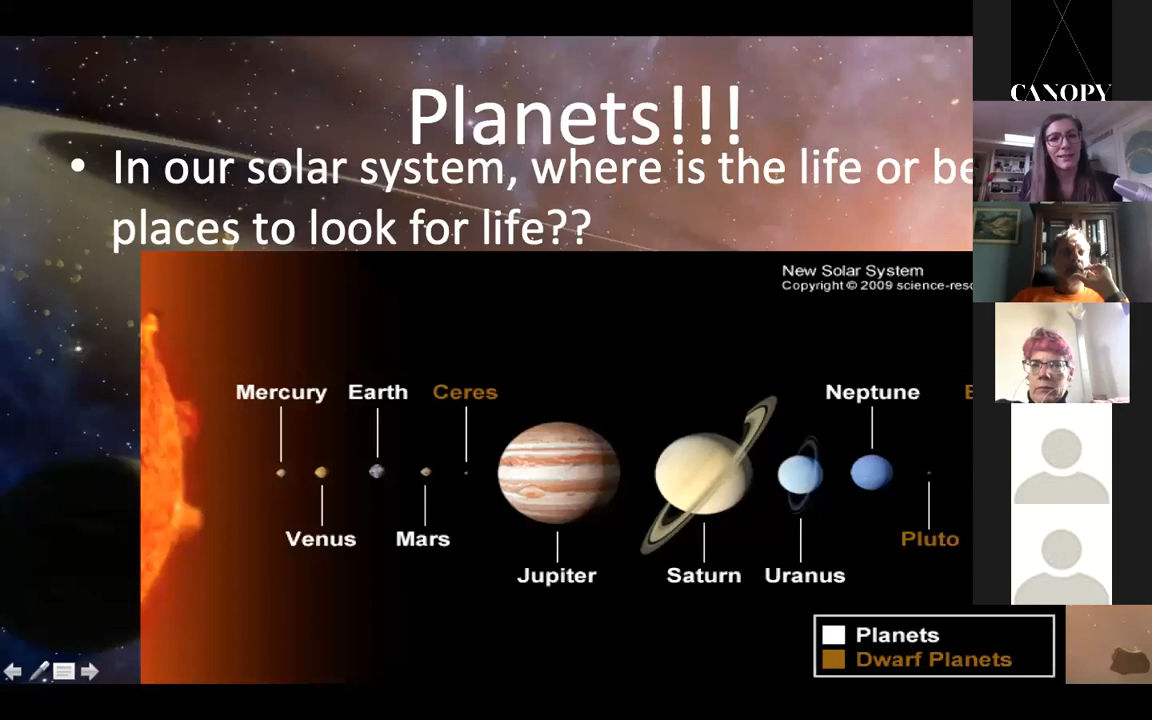 CANOPY
Planets!!!
• In our solar system, where is the life or be
places to look for life??
New Solar System
Copyright © 2009 science-reso
Mercury Earth Ceres Neptune E
Venus Mars Jupiter Saturn Uranus Pluto
Planets
Dwarf Planets